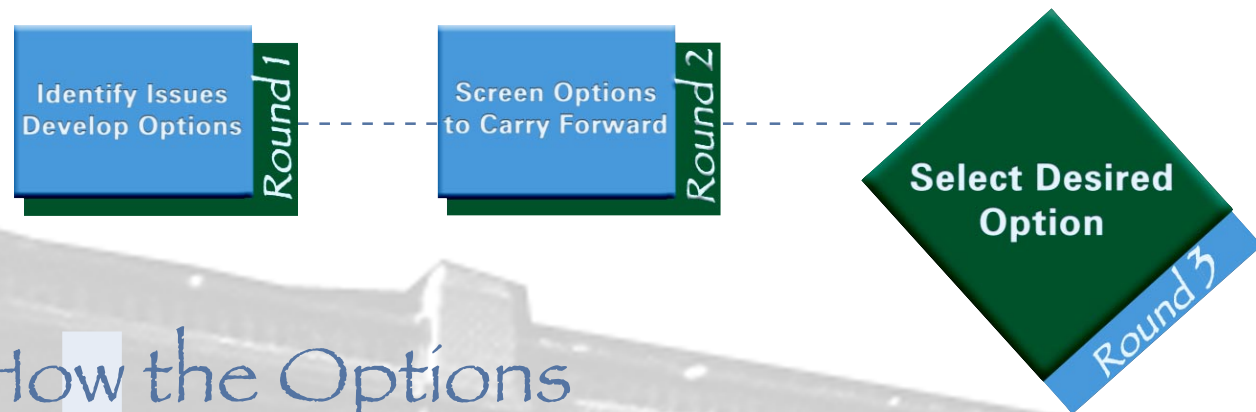 Identify Issues
Develop Options
Round 1
Screen Options
to Carry Forward
Round 2
Select Desired
Option
Round 3
How the Options